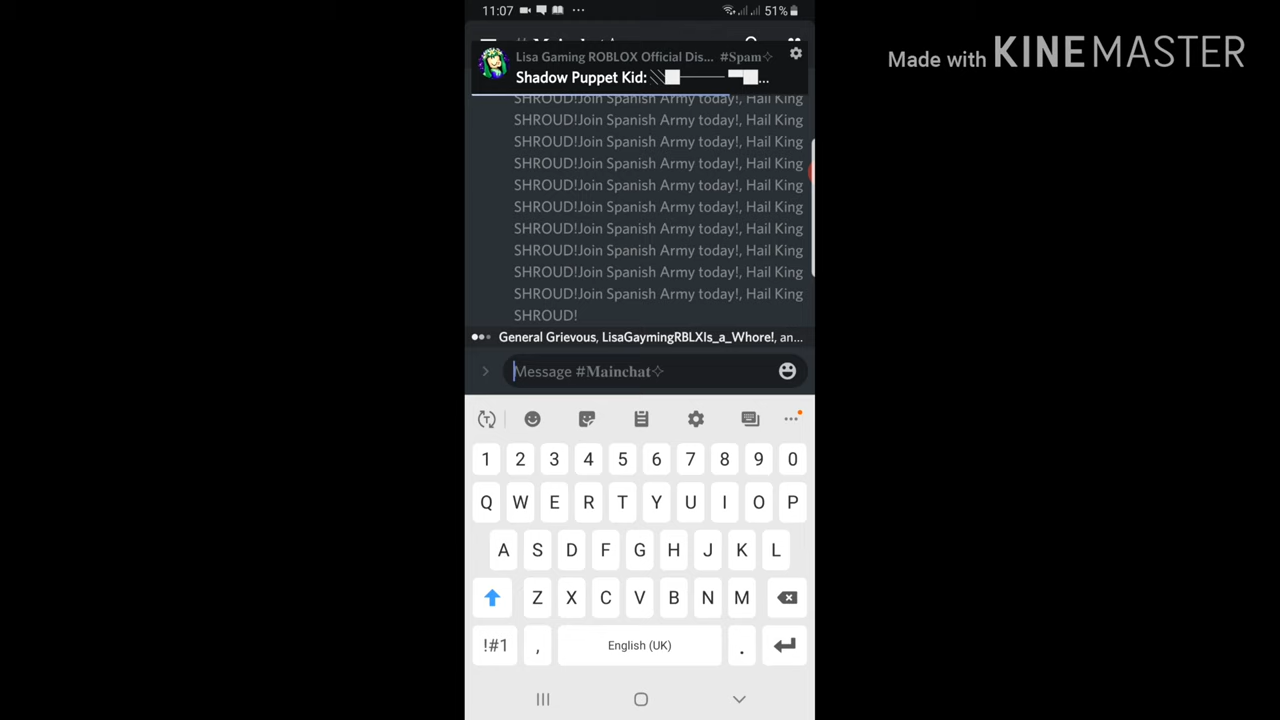 11:07 51%
Made with KINEMASTER
Lisa Gaming ROBLOX Official Dis... #Spam✧
Shadow Puppet Kid:
SHROUD!Join Spanish Army today!, Hail King
SHROUD!Join Spanish Army today!, Hail King
SHROUD!Join Spanish Army today!, Hail King
SHROUD!Join Spanish Army today!, Hail King
SHROUD!Join Spanish Army today!, Hail King
SHROUD!Join Spanish Army today!, Hail King
SHROUD!Join Spanish Army today!, Hail King
SHROUD!Join Spanish Army today!, Hail King
SHROUD!Join Spanish Army today!, Hail King
SHROUD!Join Spanish Army today!, Hail King
SHROUD!
General Grievous, LisaGaymingRBLXIs_a_Whore!, an...
Message #Mainchat✧
1 2 3 4 5 6 7 8 9 0
Q W E R T Y U I O P
A S D F G H J K L
Z X C V B N M
!#1 , English (UK) .